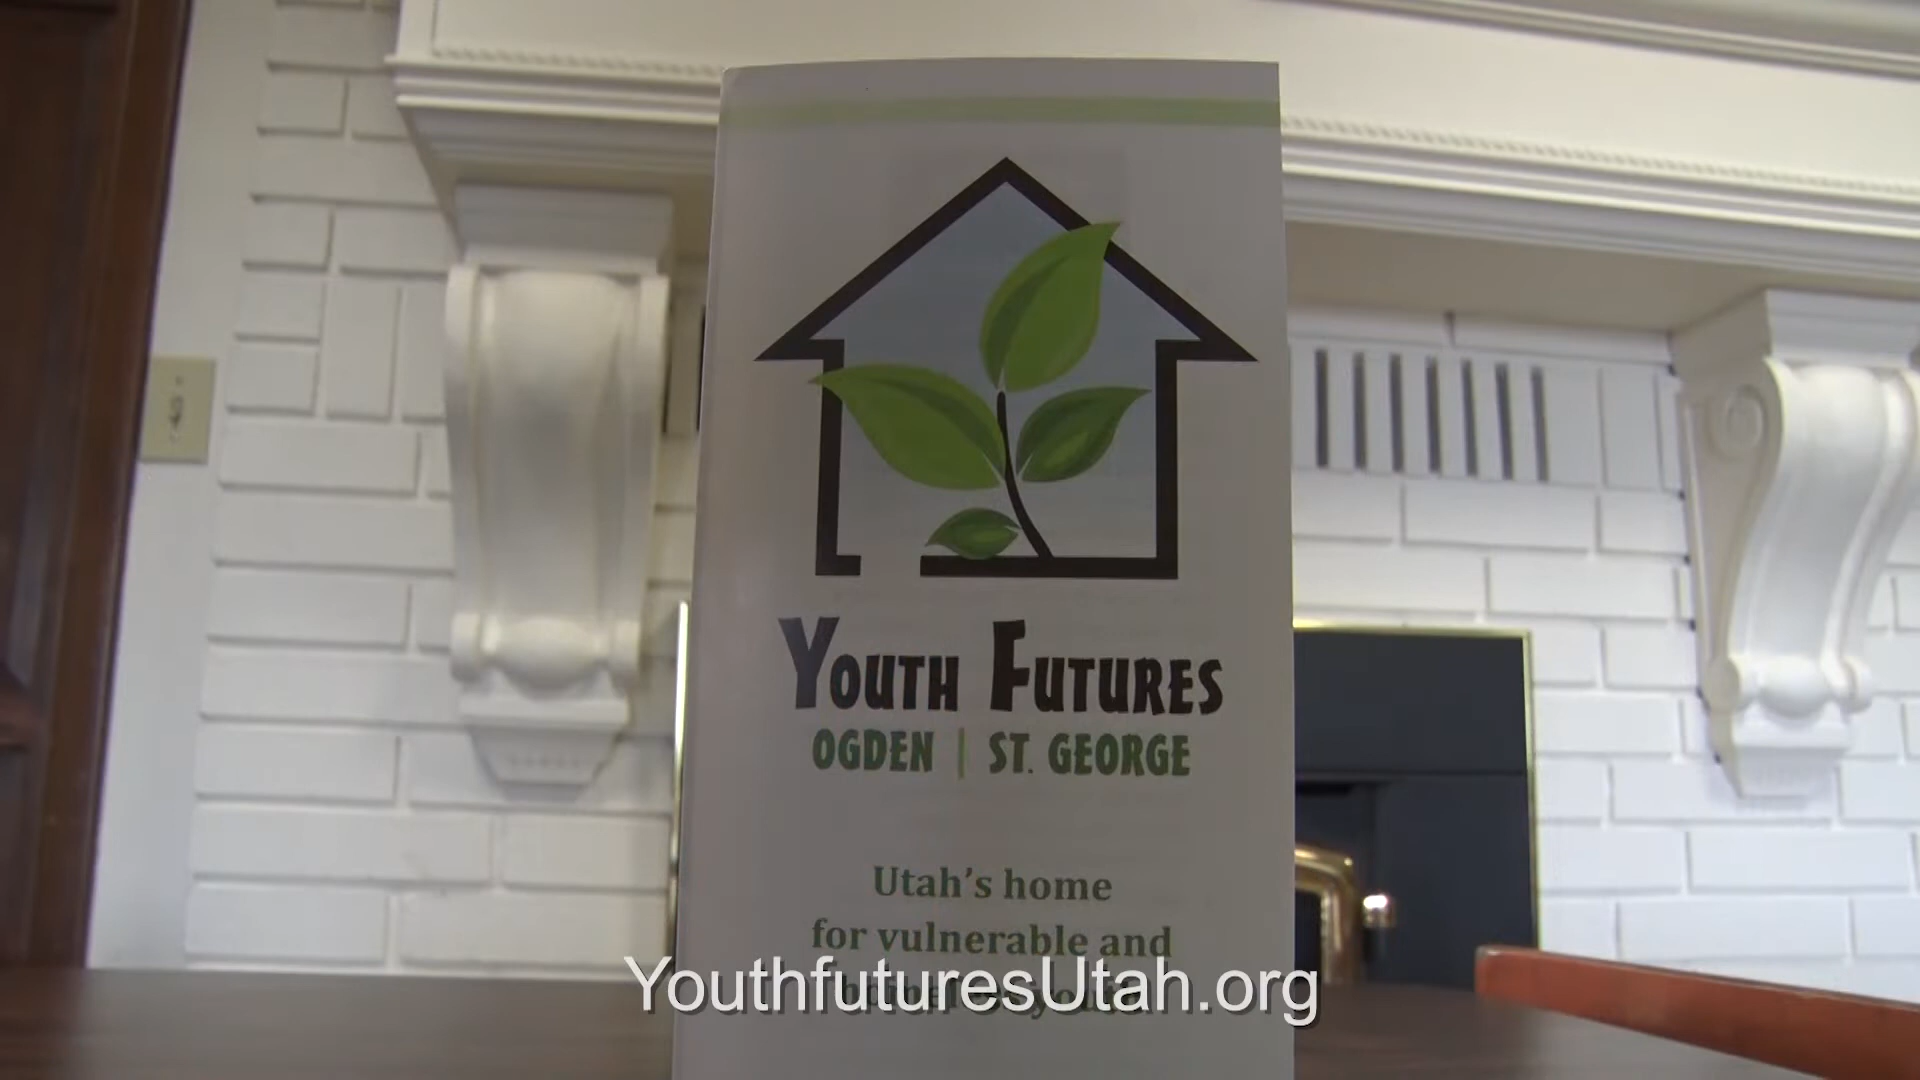 YOUTH FUTURES
OGDEN | ST. GEORGE
Utah's home
for vulnerable and
YouthfuturesUtah.org